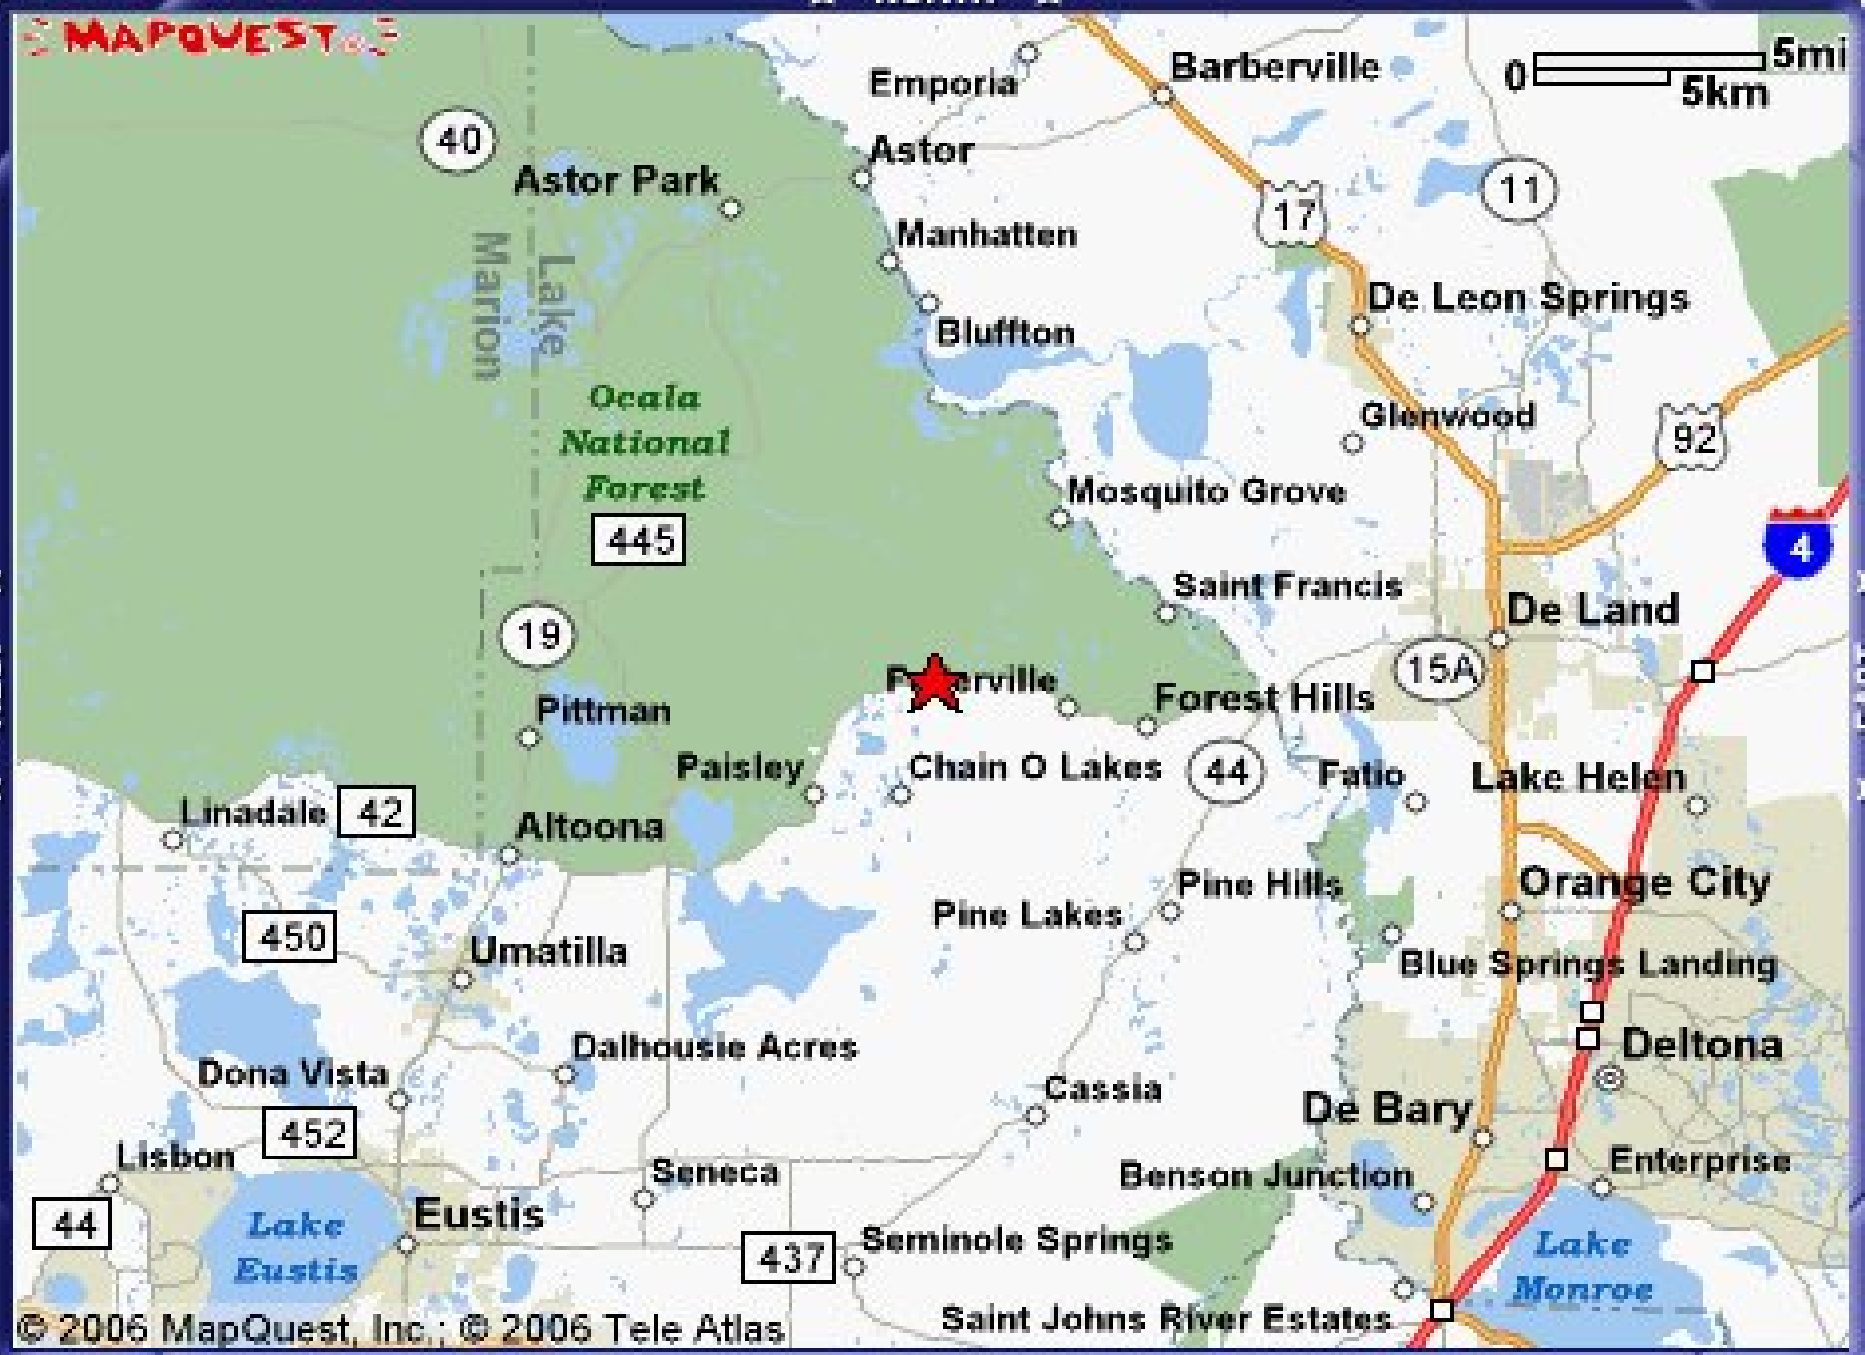 MAPQUEST
0 5mi
5km
Emporia
Barberville
40
Astor
Astor Park
11
17
Manhatten
Marion
Lake
De Leon Springs
Bluffton
Ocala
National
Forest
Glenwood
92
Mosquito Grove
445
4
Saint Francis
De Land
19
15A
Forest Hills
Pittman
Paisley
Chain O Lakes
44
Fatio
Lake Helen
Linadale
42
Altoona
Orange City
Pine Hills
Pine Lakes
450
Umatilla
Blue Springs Landing
Dalhousie Acres
Deltona
Dona Vista
Cassia
De Bary
452
Lisbon
Seneca
Benson Junction
Enterprise
44
Lake
Eustis
Eustis
437
Seminole Springs
Lake
Monroe
Saint Johns River Estates
© 2006 MapQuest, Inc.; © 2006 Tele Atlas